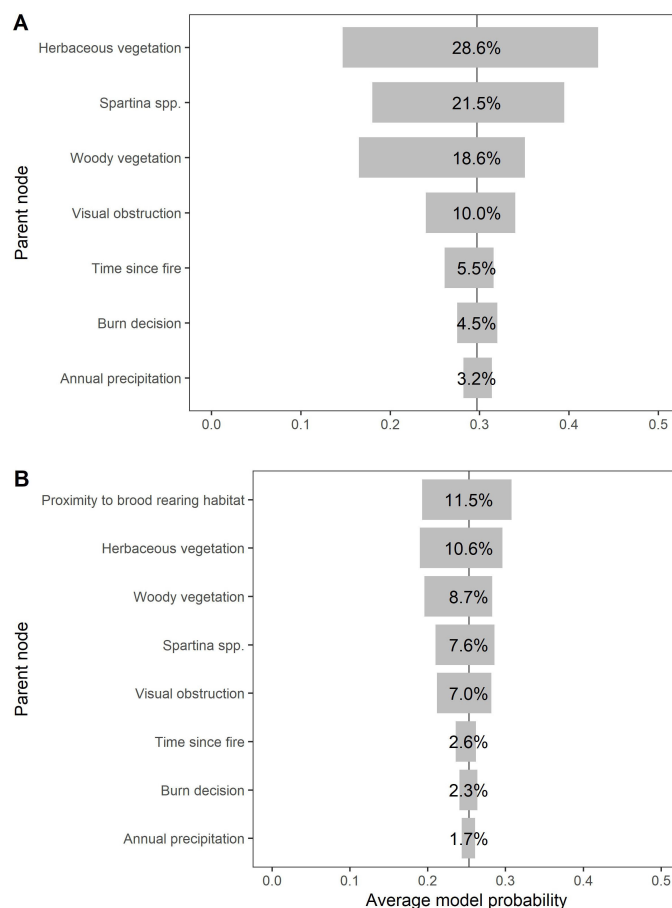 A
Parent node
Herbaceous vegetation 28.6%
Spartina spp. 21.5%
Woody vegetation 18.6%
Visual obstruction 10.0%
Time since fire 5.5%
Burn decision 4.5%
Annual precipitation 3.2%
0.0 0.1 0.2 0.3 0.4 0.5
B
Parent node
Proximity to brood rearing habitat 11.5%
Herbaceous vegetation 10.6%
Woody vegetation 8.7%
Spartina spp. 7.6%
Visual obstruction 7.0%
Time since fire 2.6%
Burn decision 2.3%
Annual precipitation 1.7%
0.0 0.1 0.2 0.3 0.4 0.5
Average model probability